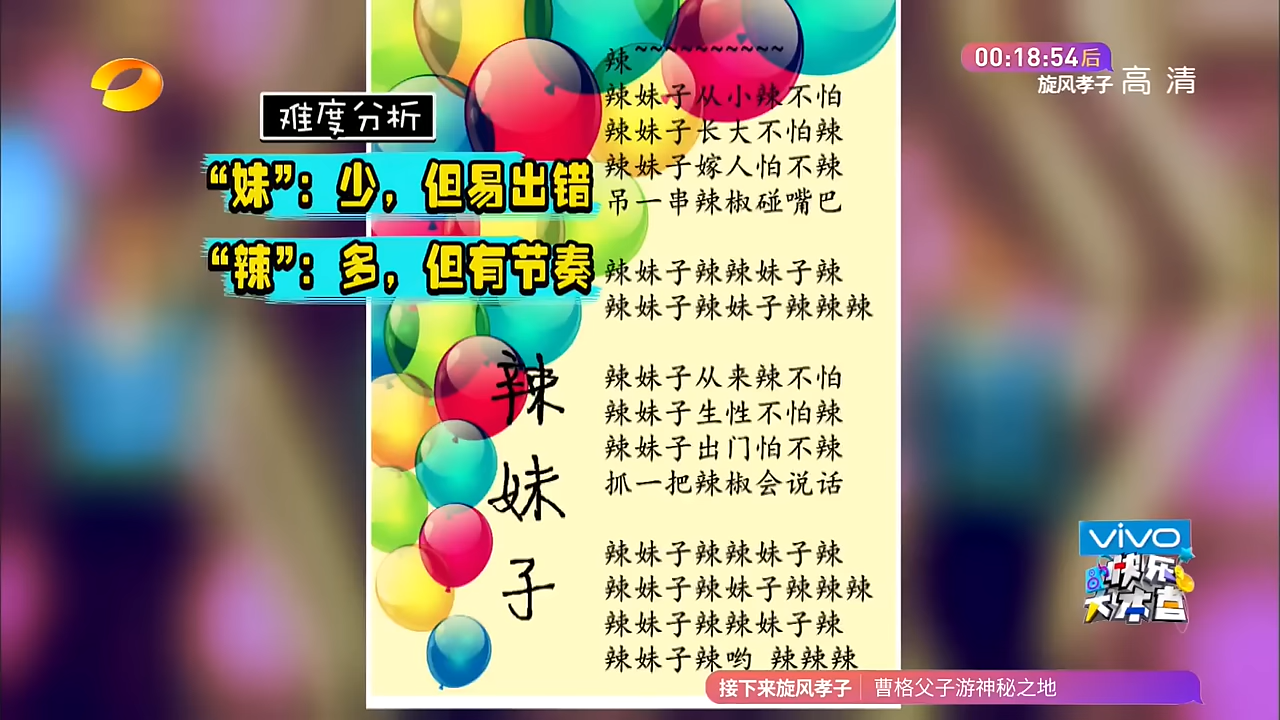 00:18:54后
旋风孝子 高清
难度分析
“妹”：少，但易出错
“辣”：多，但有节奏
辣~~~~~~~~~~
辣妹子从小辣不怕
辣妹子长大不怕辣
辣妹子嫁人怕不辣
吊一串辣椒碰嘴巴
辣妹子辣辣妹子辣
辣妹子辣妹子辣辣辣
辣妹子
辣妹子从来辣不怕
辣妹子生性不怕辣
辣妹子出门怕不辣
抓一把辣椒会说话
辣妹子辣辣妹子辣
辣妹子辣妹子辣辣辣
辣妹子辣辣妹子辣
辣妹子辣哟 辣辣辣
vivo
快乐
大本营
接下来旋风孝子 曹格父子游神秘之地